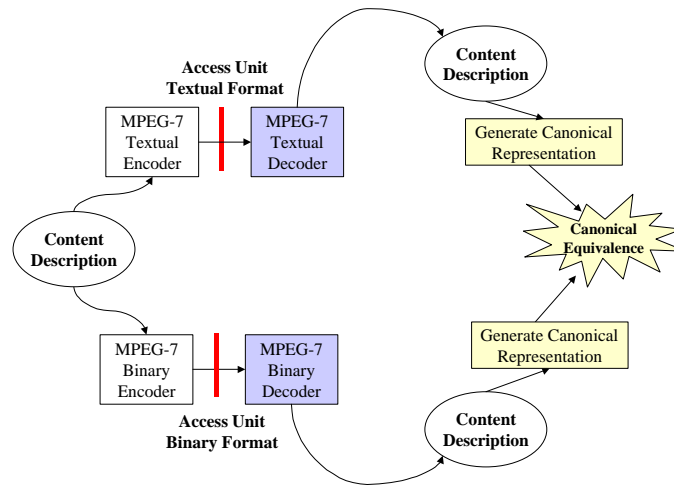 Content
Description
Access Unit
Textual Format
MPEG-7
Textual
Encoder
MPEG-7
Textual
Decoder
Generate Canonical
Representation
Content
Description
Canonical
Equivalence
MPEG-7
Binary
Encoder
MPEG-7
Binary
Decoder
Generate Canonical
Representation
Access Unit
Binary Format
Content
Description